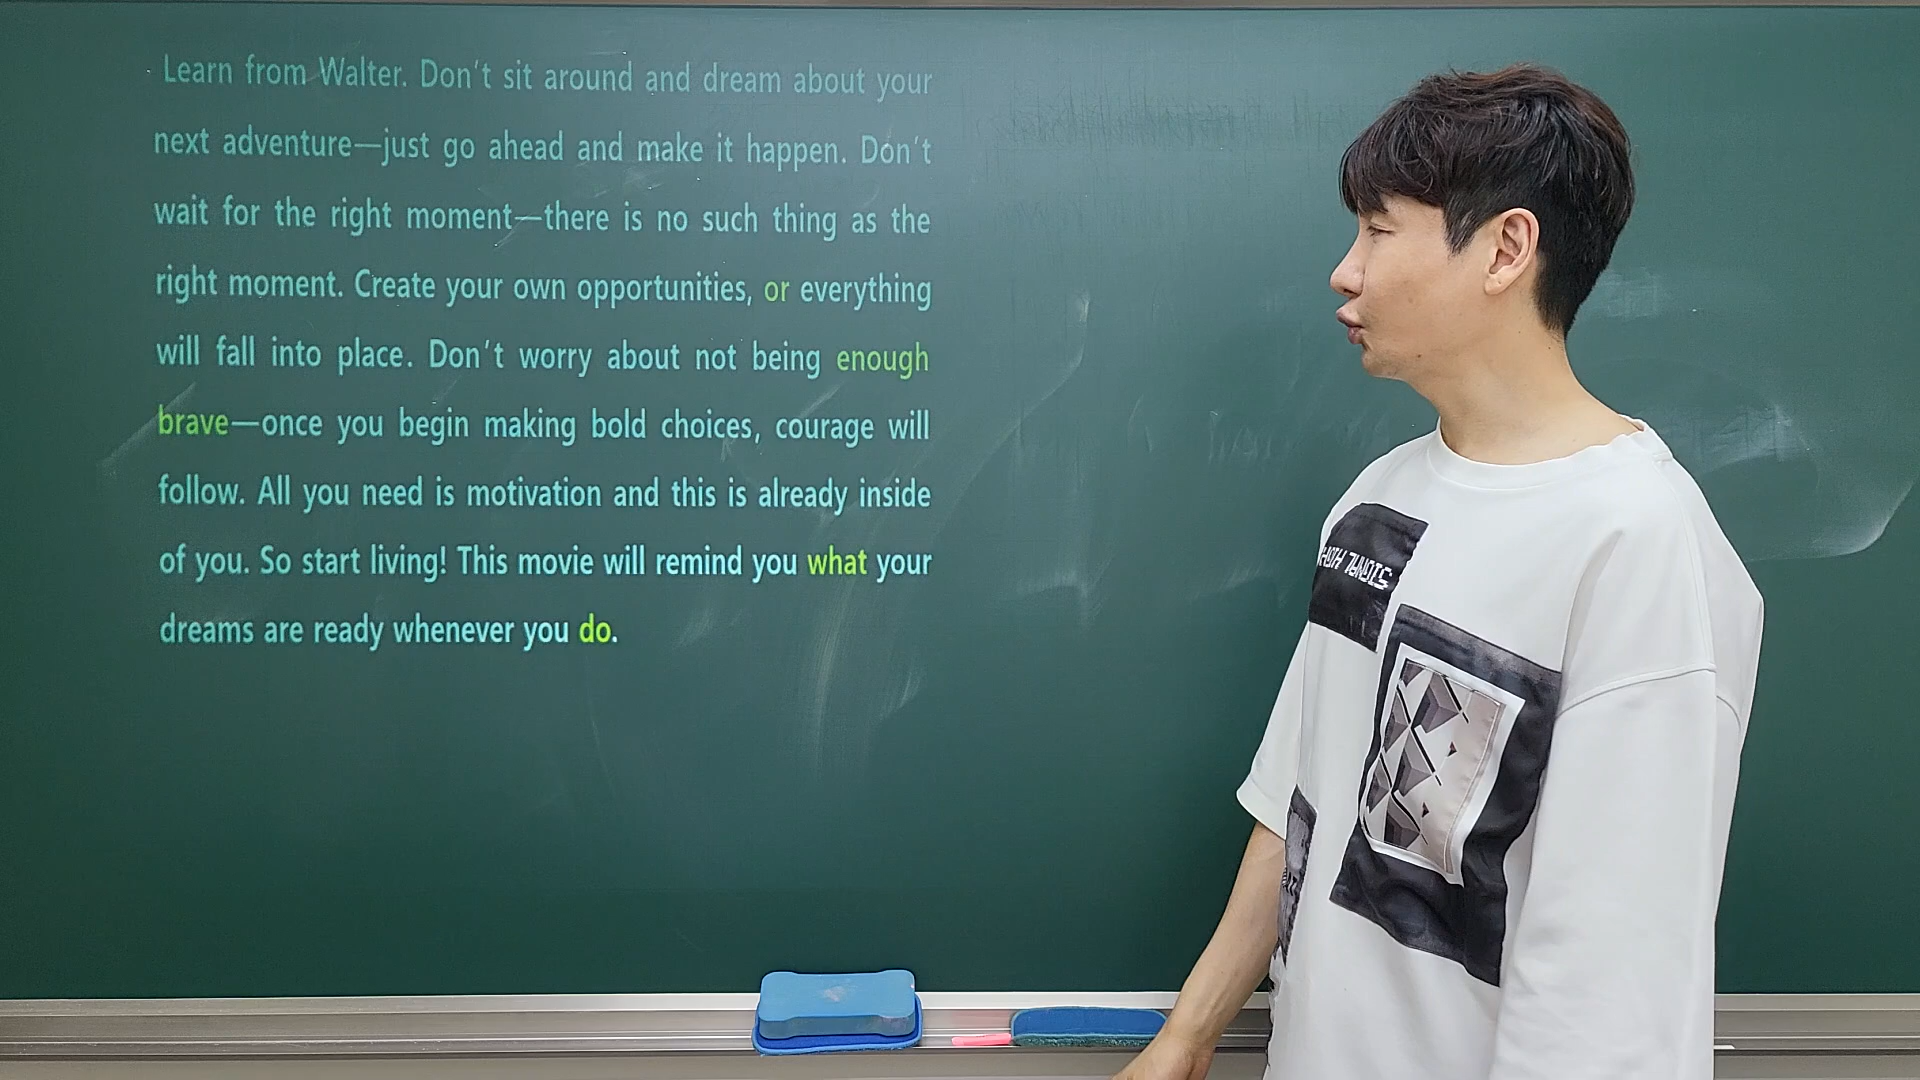 Learn from Walter. Don't sit around and dream about your
next adventure—just go ahead and make it happen. Don't
wait for the right moment—there is no such thing as the
right moment. Create your own opportunities, or everything
will fall into place. Don't worry about not being enough
brave—once you begin making bold choices, courage will
follow. All you need is motivation and this is already inside
of you. So start living! This movie will remind you what your
dreams are ready whenever you do.